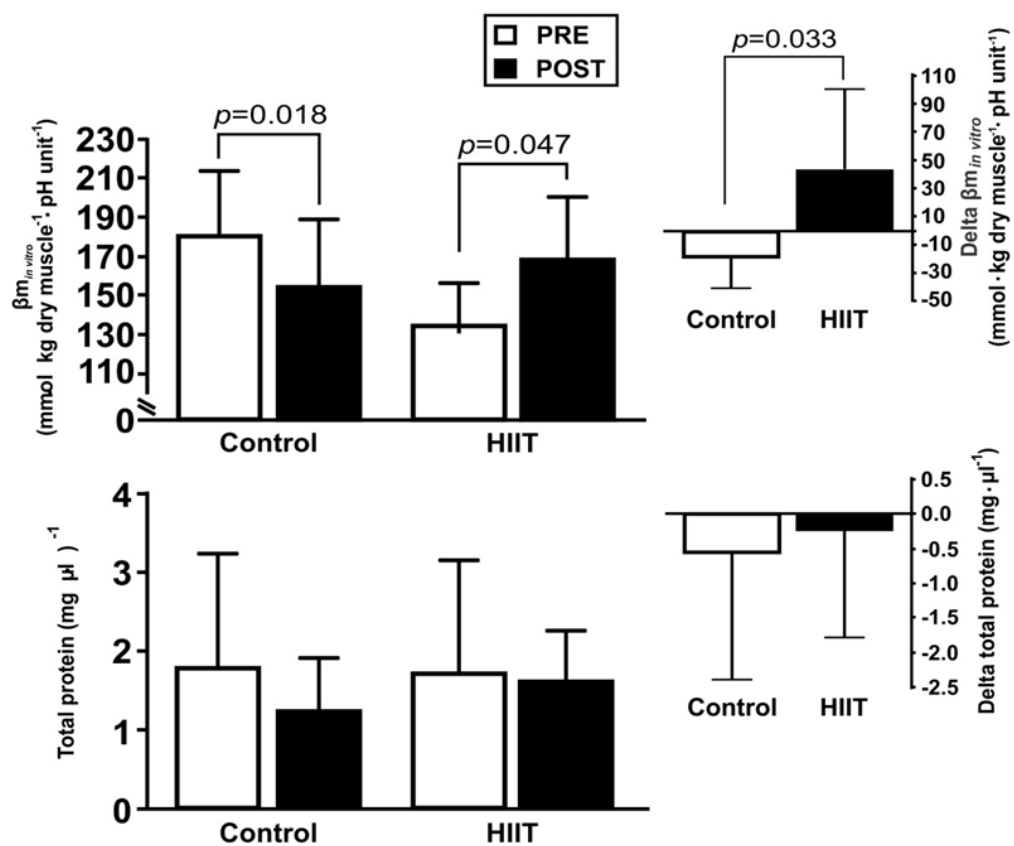 PRE
POST
p=0.018
p=0.047
βm in vitro
(mmol kg dry muscle-1· pH unit-1)
230
210
190
170
150
130
110
0
Control
HIIT
p=0.033
110
90
70
50
30
10
-10
-30
-50
Delta βm in vitro
(mmol·kg dry muscle-1· pH unit-1)
Control
HIIT
Total protein (mg µl )-1
4
3
2
1
0
Control
HIIT
0.5
0.0
-0.5
-1.0
-1.5
-2.0
-2.5
Delta total protein (mg·µl-1)
Control
HIIT